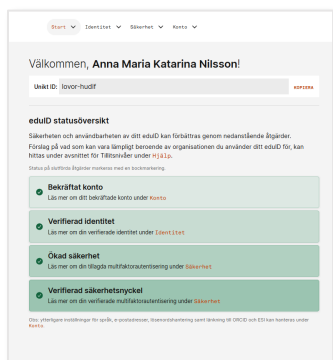 Start Identitet Säkerhet Konto
Välkommen, Anna Maria Katarina Nilsson!
Unikt ID: lovor-hudif KOPIERA
eduID statusöversikt
Säkerheten och användbarheten av ditt eduID kan förbättras genom nedanstående åtgärder.
Förslag på vad som kan vara lämpligt beroende av organisationen du använder ditt eduID för, kan
hittas under avsnittet för Tillitsnivåer under Hjälp.
Status på slutförda åtgärder markeras med en bockmarkering.
Bekräftat konto
Läs mer om ditt bekräftade konto under Konto
Verifierad identitet
Läs mer om din verifierade identitet under Identitet
Ökad säkerhet
Läs mer om din tillagda multifaktorautentisering under Säkerhet
Verifierad säkerhetsnyckel
Läs mer om din verifierade multifaktorautentisering under Säkerhet
Obs: ytterligare inställningar för språk, e-postadresser, lösenordshantering samt länkning till ORCID och ESI kan hanteras under
Konto.